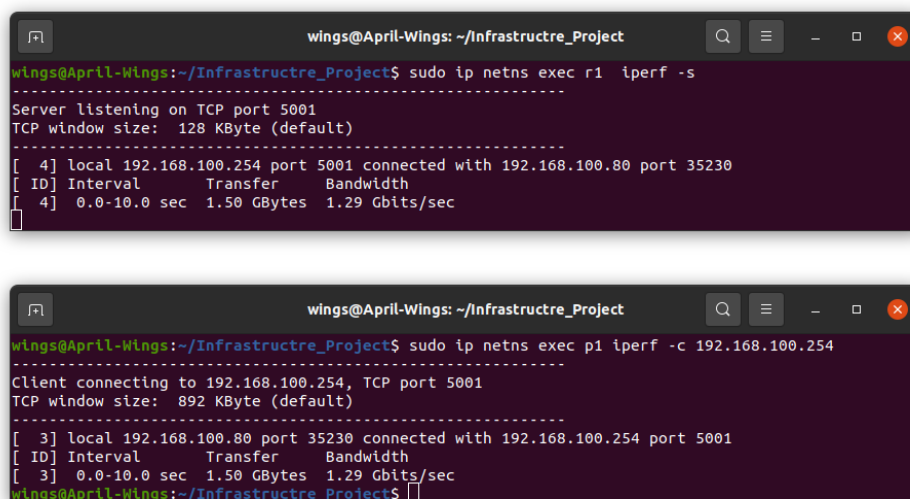 wings@April-Wings: ~/Infrastructre_Project
wings@April-Wings:~/Infrastructre_Project$ sudo ip netns exec r1  iperf -s
------------------------------------------------------------
Server listening on TCP port 5001
TCP window size:  128 KByte (default)
------------------------------------------------------------
[  4] local 192.168.100.254 port 5001 connected with 192.168.100.80 port 35230
[ ID] Interval       Transfer     Bandwidth
[  4]  0.0-10.0 sec  1.50 GBytes  1.29 Gbits/sec
wings@April-Wings: ~/Infrastructre_Project
wings@April-Wings:~/Infrastructre_Project$ sudo ip netns exec p1 iperf -c 192.168.100.254
------------------------------------------------------------
Client connecting to 192.168.100.254, TCP port 5001
TCP window size:  892 KByte (default)
------------------------------------------------------------
[  3] local 192.168.100.80 port 35230 connected with 192.168.100.254 port 5001
[ ID] Interval       Transfer     Bandwidth
[  3]  0.0-10.0 sec  1.50 GBytes  1.29 Gbits/sec
wings@April-Wings:~/Infrastructre_Project$